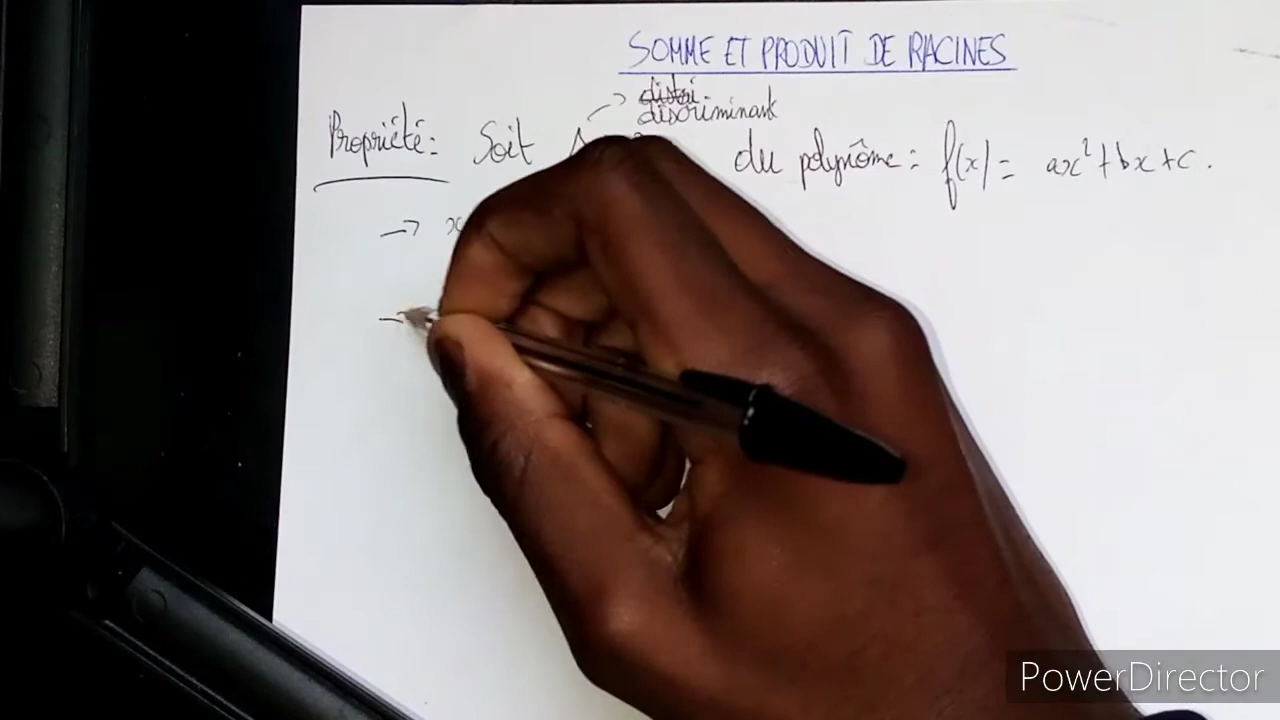 SOMME ET PRODUIT DE RACINES
distri
discriminant
Propriété: Soit Δ du polynôme: f(x) = ax²+bx+c.
→ x
PowerDirector